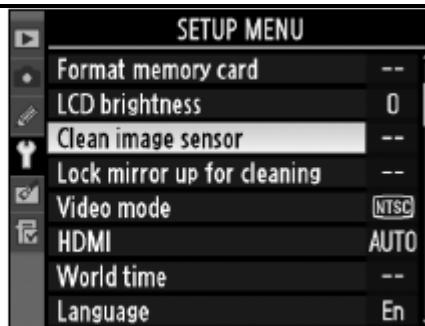 SETUP MENU
Format memory card --
LCD brightness 0
Clean image sensor --
Lock mirror up for cleaning --
Video mode NTSC
HDMI AUTO
World time --
Language En